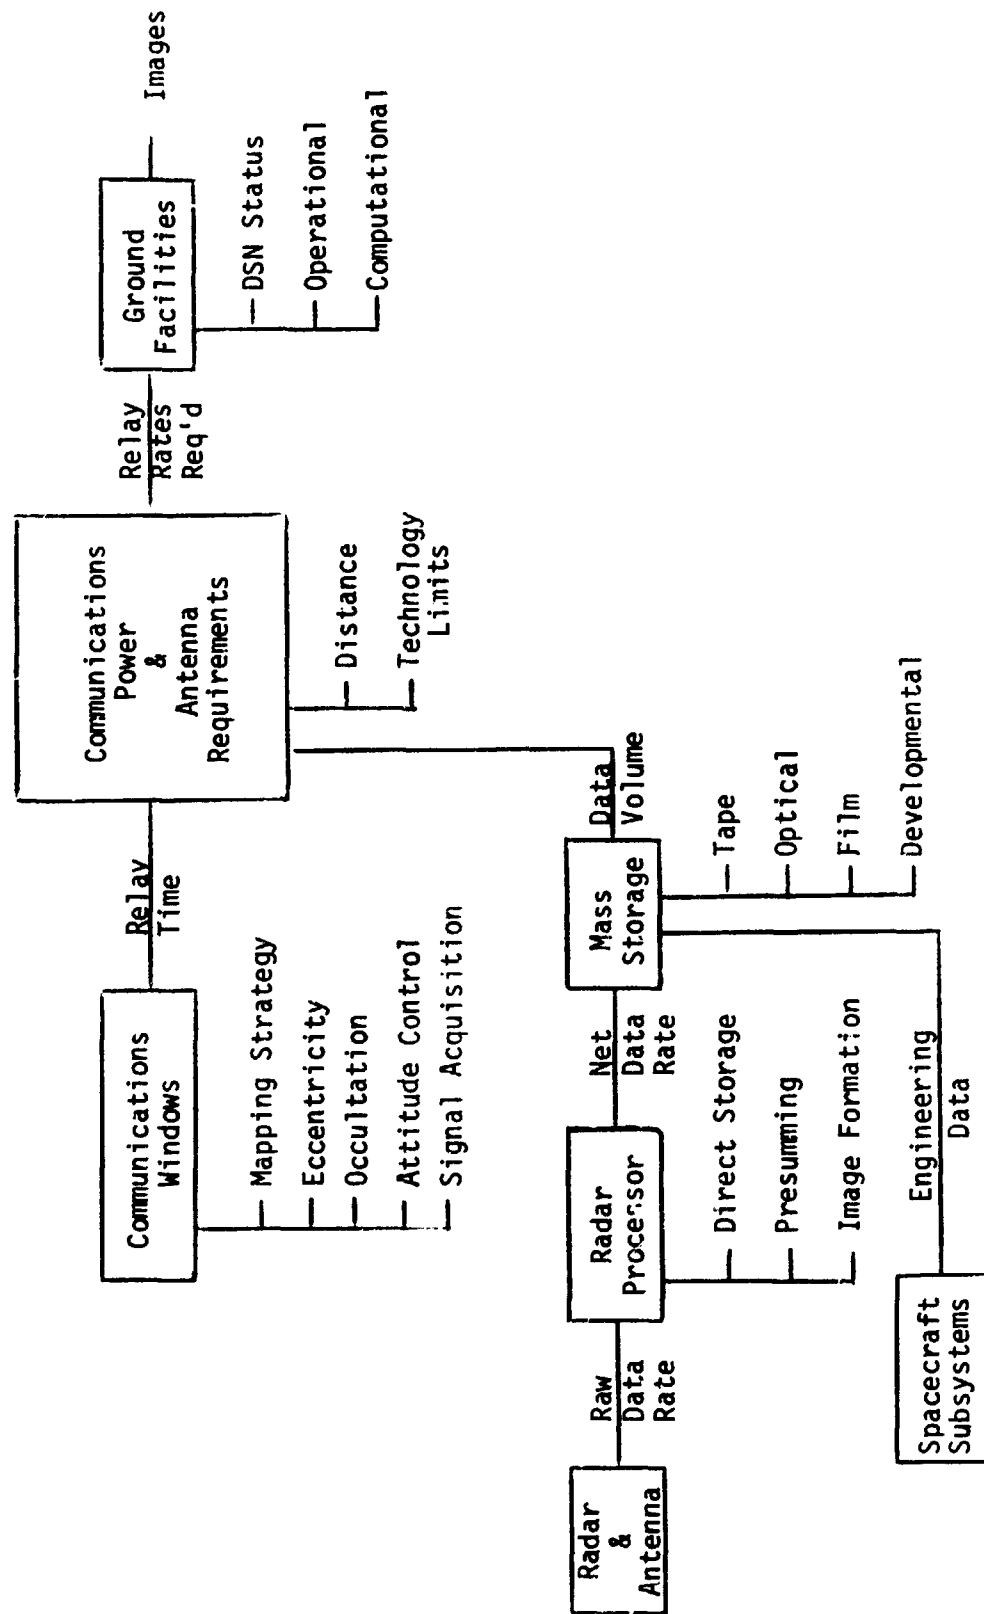 Communications
Windows
Mapping Strategy
Eccentricity
Occultation
Attitude Control
Signal Acquisition
Relay
Time
Communications
Power
&
Antenna
Requirements
Distance
Technology
Limits
Relay
Rates
Req'd
Ground
Facilities
DSN Status
Operational
Computational
Images
Radar
&
Antenna
Raw
Data
Rate
Radar
Processor
Direct Storage
Presumming
Image Formation
Net
Data
Rate
Mass
Storage
Tape
Optical
Film
Developmental
Data
Volume
Spacecraft
Subsystems
Engineering
Data